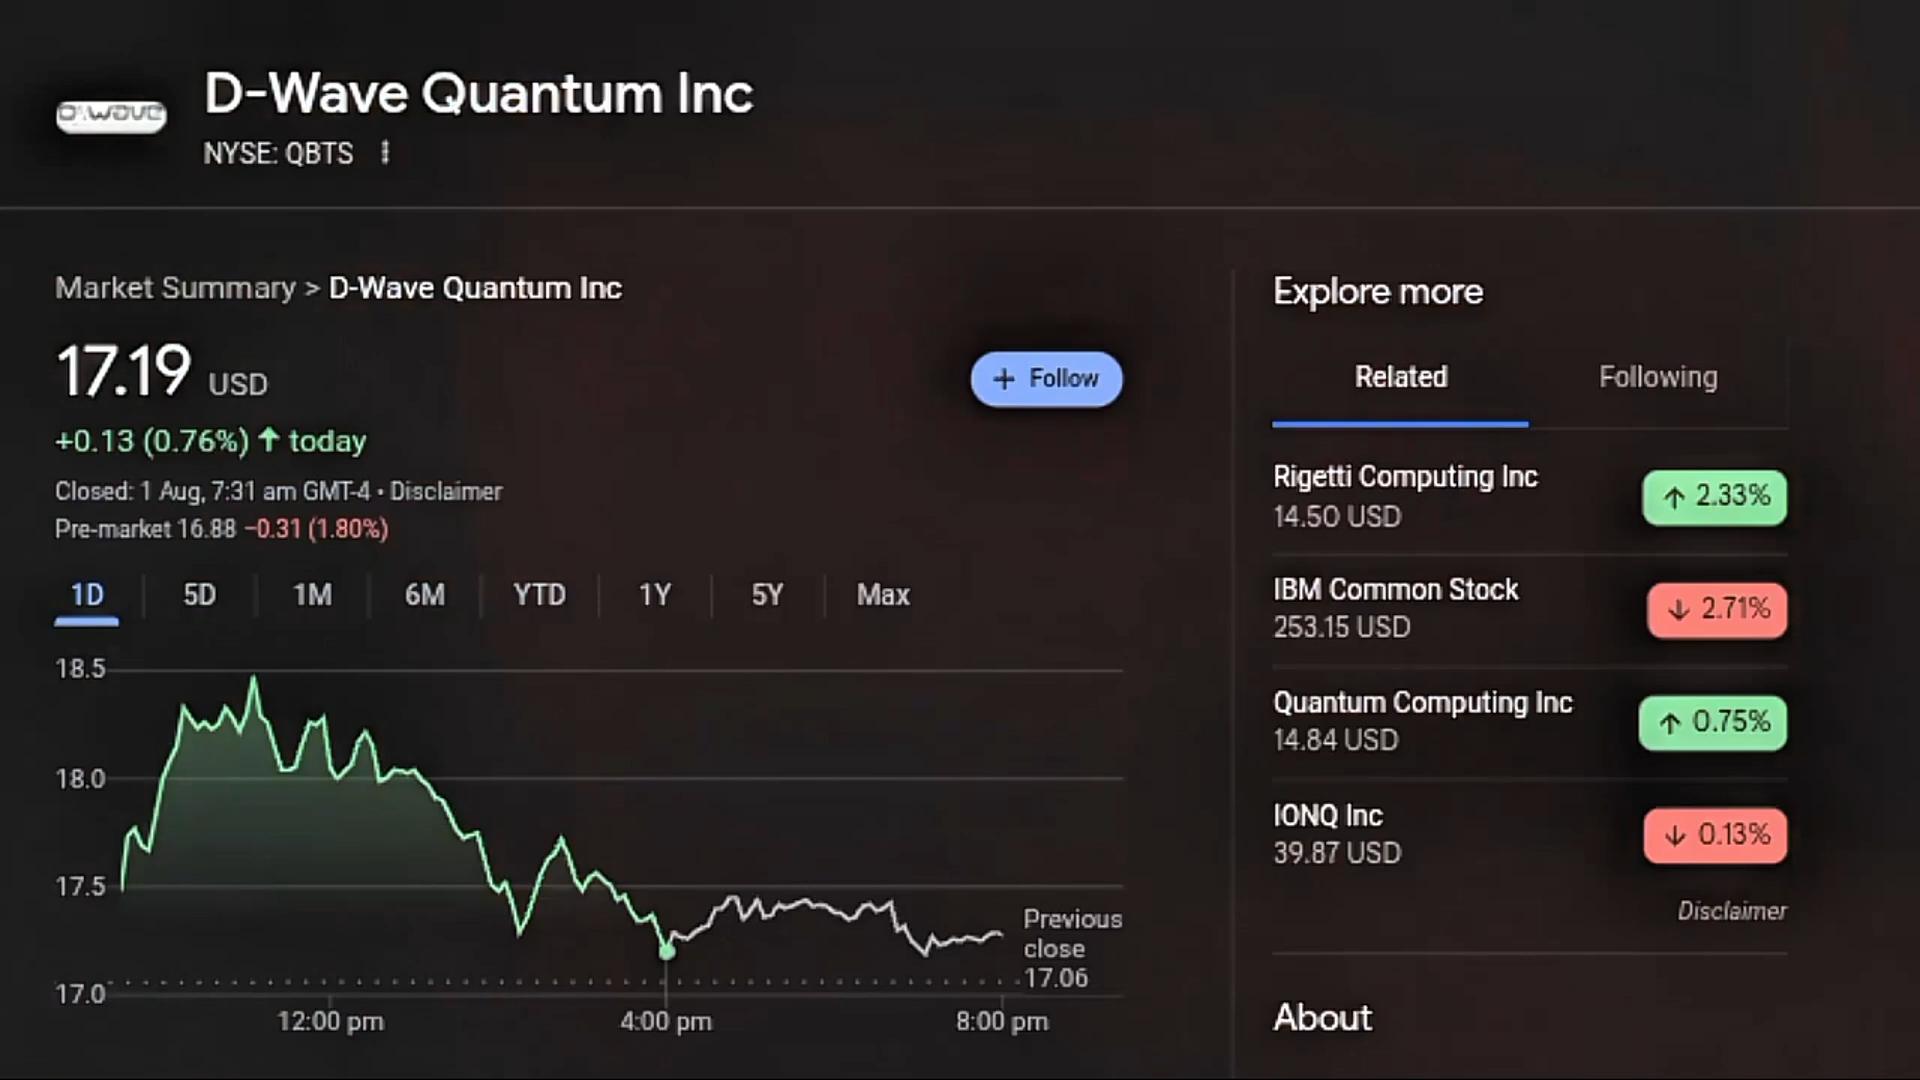 D-WAVE
D-Wave Quantum Inc
NYSE: QBTS
Market Summary > D-Wave Quantum Inc
17.19 USD
+ Follow
+0.13 (0.76%) ↑ today
Closed: 1 Aug, 7:31 am GMT-4 • Disclaimer
Pre-market 16.88 −0.31 (1.80%)
1D 5D 1M 6M YTD 1Y 5Y Max
18.5
18.0
17.5
17.0
Previous
close
17.06
12:00 pm 4:00 pm 8:00 pm
Explore more
Related Following
Rigetti Computing Inc
14.50 USD
↑ 2.33%
IBM Common Stock
253.15 USD
↓ 2.71%
Quantum Computing Inc
14.84 USD
↑ 0.75%
IONQ Inc
39.87 USD
↓ 0.13%
Disclaimer
About